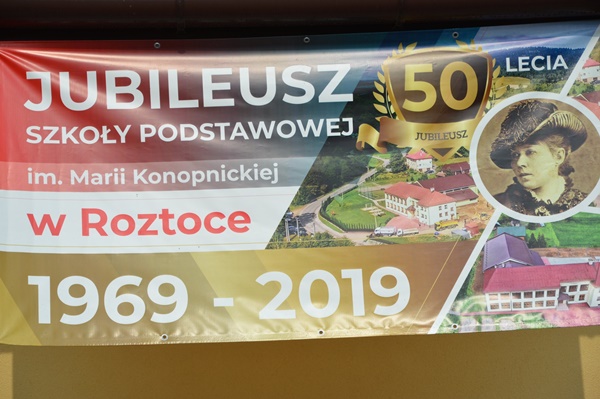 JUBILEUSZ
50 LECIA
JUBILEUSZ
SZKOŁY PODSTAWOWEJ
im. Marii Konopnickiej
w Roztoce
1969 - 2019